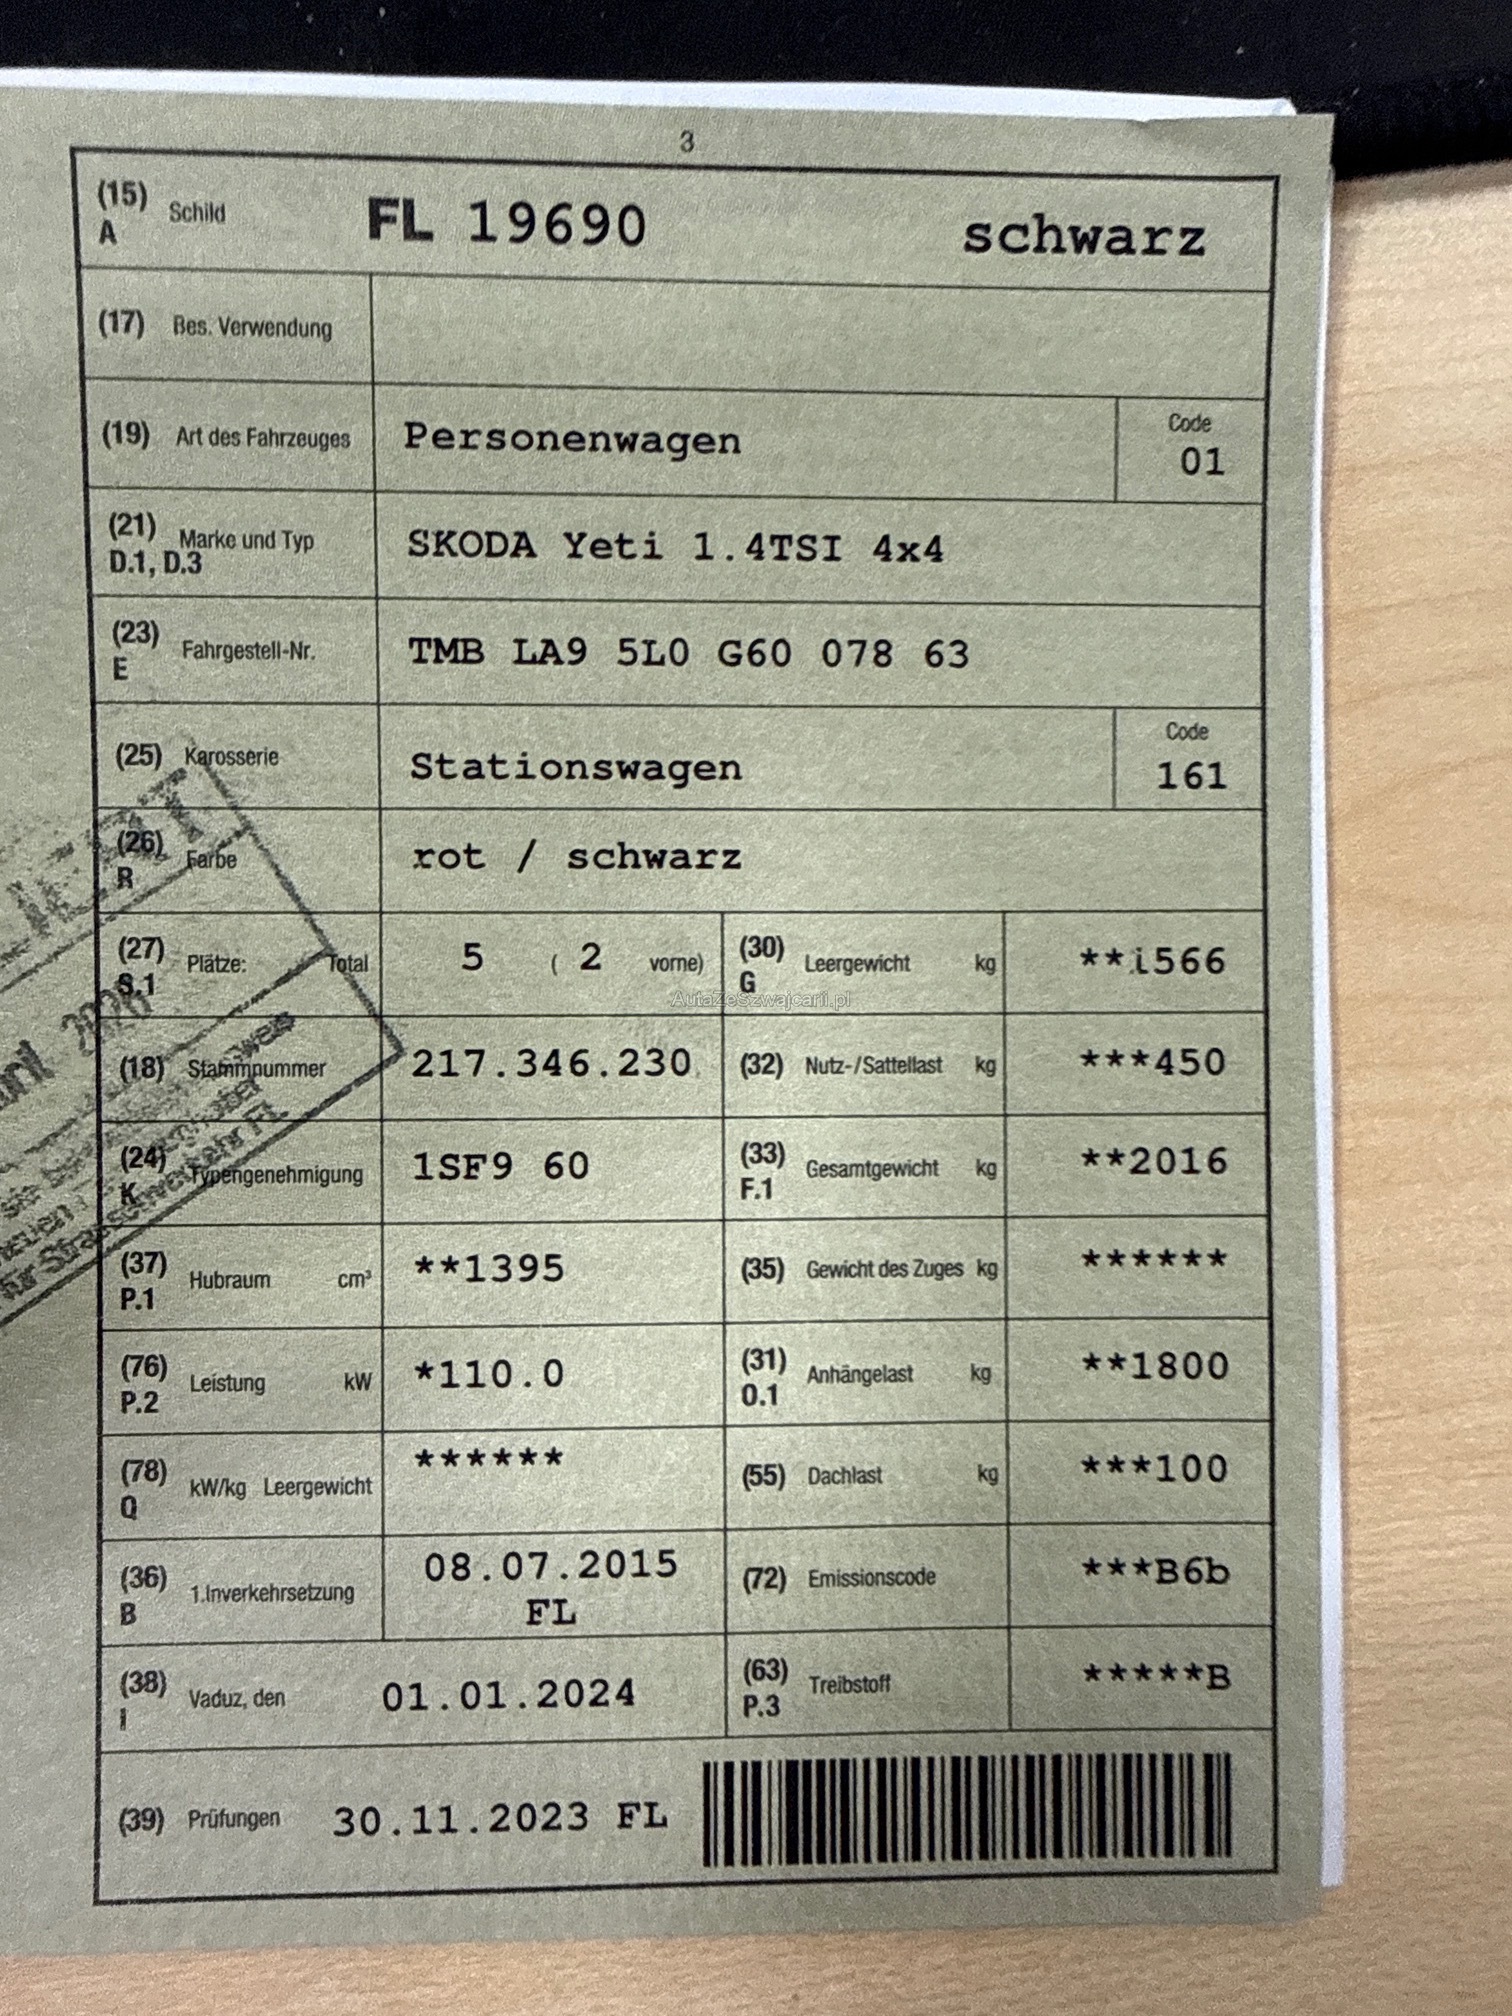 3
(15) A Schild FL 19690 schwarz
(17) Bes. Verwendung
(19) Art des Fahrzeuges Personenwagen Code 01
(21) D.1, D.3 Marke und Typ SKODA Yeti 1.4TSI 4x4
(23) E Fahrgestell-Nr. TMB LA9 5L0 G60 078 63
(25) Karosserie Stationswagen Code 161
(26) R Farbe rot / schwarz
(27) S.1 Plätze: Total 5 ( 2 vorne) (30) G Leergewicht kg **1566
AutaZeSzwajcarii.pl
(18) Stammnummer 217.346.230 (32) Nutz-/Sattellast kg ***450
(24) K Typengenehmigung 1SF9 60 (33) F.1 Gesamtgewicht kg **2016
(37) P.1 Hubraum cm³ **1395 (35) Gewicht des Zuges kg ******
(76) P.2 Leistung kW *110.0 (31) O.1 Anhängelast kg **1800
(78) Q kW/kg Leergewicht ****** (55) Dachlast kg ***100
(36) B 1.Inverkehrsetzung 08.07.2015 FL (72) Emissionscode ***B6b
(38) I Vaduz, den 01.01.2024 (63) P.3 Treibstoff *****B
(39) Prüfungen 30.11.2023 FL